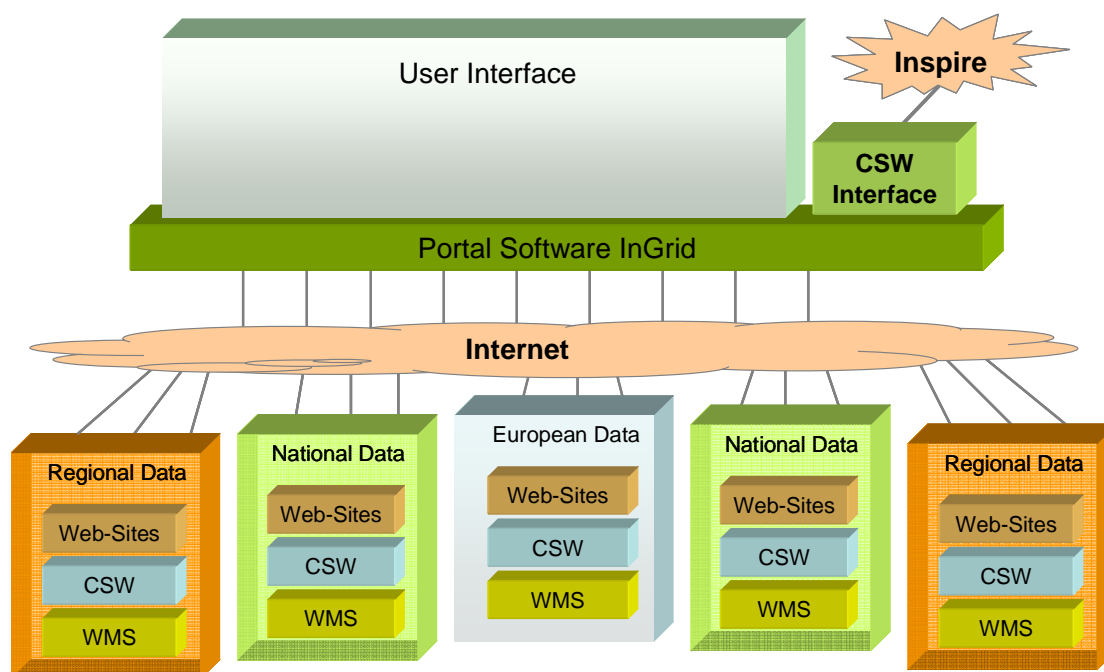 User Interface
Inspire
CSW
Interface
Portal Software InGrid
Internet
Regional Data
Web-Sites
CSW
WMS
National Data
Web-Sites
CSW
WMS
European Data
Web-Sites
CSW
WMS
National Data
Web-Sites
CSW
WMS
Regional Data
Web-Sites
CSW
WMS